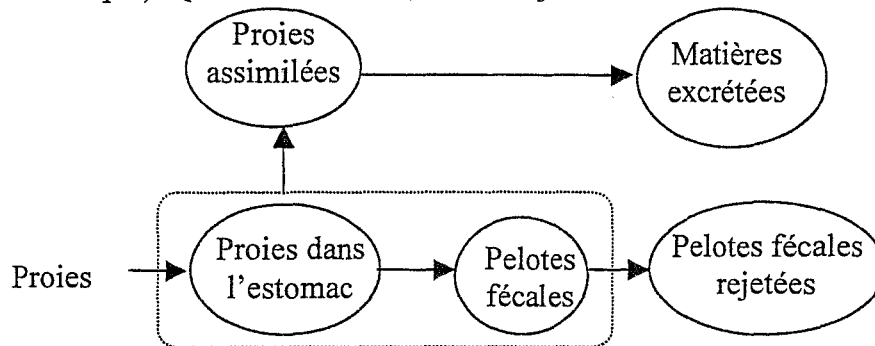 Proies
assimilées
Matières
excrétées
Proies
Proies dans
l'estomac
Pelotes
fécales
Pelotes fécales
rejetées